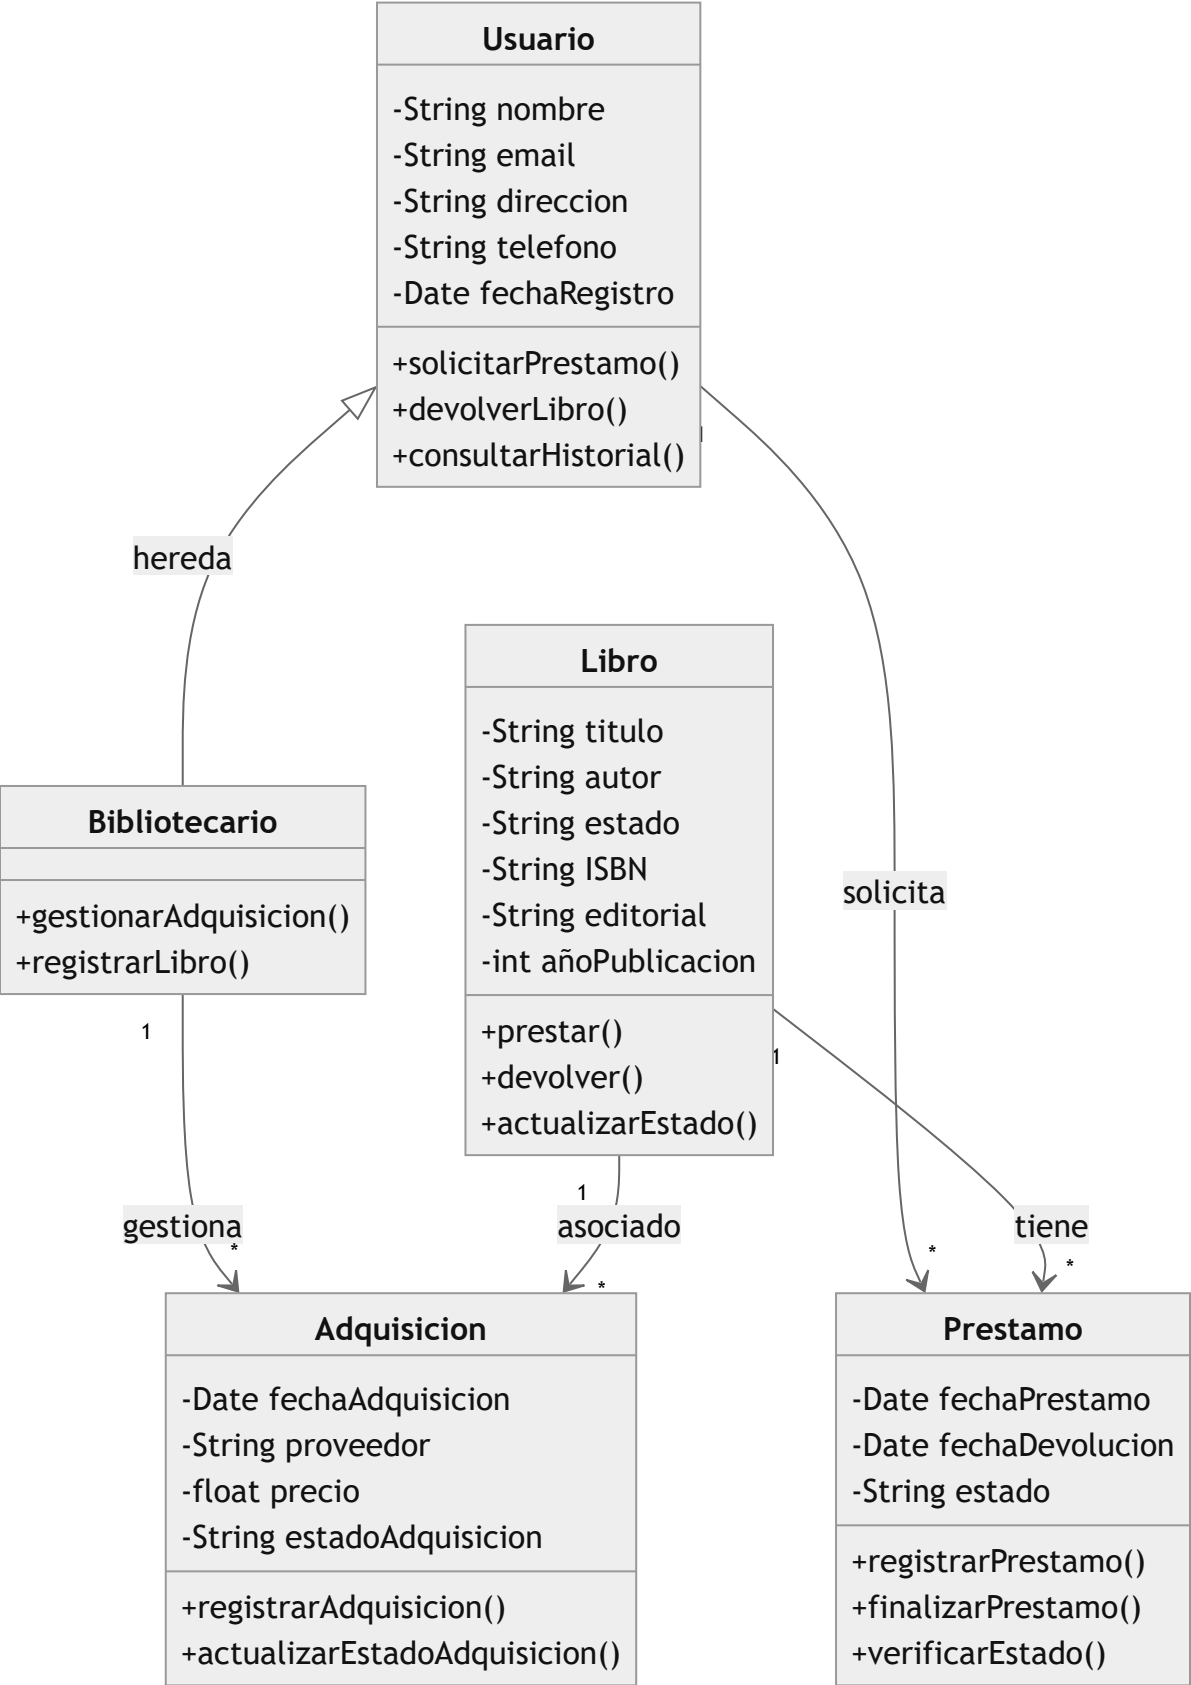 Usuario
-String nombre
-String email
-String direccion
-String telefono
-Date fechaRegistro
+solicitarPrestamo()
+devolverLibro()
+consultarHistorial()
1
hereda
Libro
-String titulo
-String autor
-String estado
-String ISBN
-String editorial
-int añoPublicacion
+prestar()
+devolver()
+actualizarEstado()
1
Bibliotecario
+gestionarAdquisicion()
+registrarLibro()
1
solicita
gestiona
*
1
asociado
*
*
tiene
*
Adquisicion
-Date fechaAdquisicion
-String proveedor
-float precio
-String estadoAdquisicion
+registrarAdquisicion()
+actualizarEstadoAdquisicion()
Prestamo
-Date fechaPrestamo
-Date fechaDevolucion
-String estado
+registrarPrestamo()
+finalizarPrestamo()
+verificarEstado()